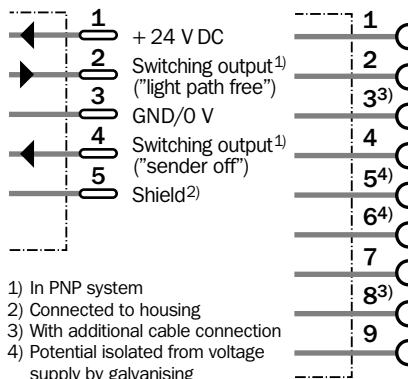 1
+ 24 V DC
2
Switching output1)
("light path free")
3
GND/0 V
4
Switching output1)
("sender off")
5
Shield2)
1) In PNP system
2) Connected to housing
3) With additional cable connection
4) Potential isolated from voltage
supply by galvanising
1
2
33)
4
54)
64)
7
83)
9